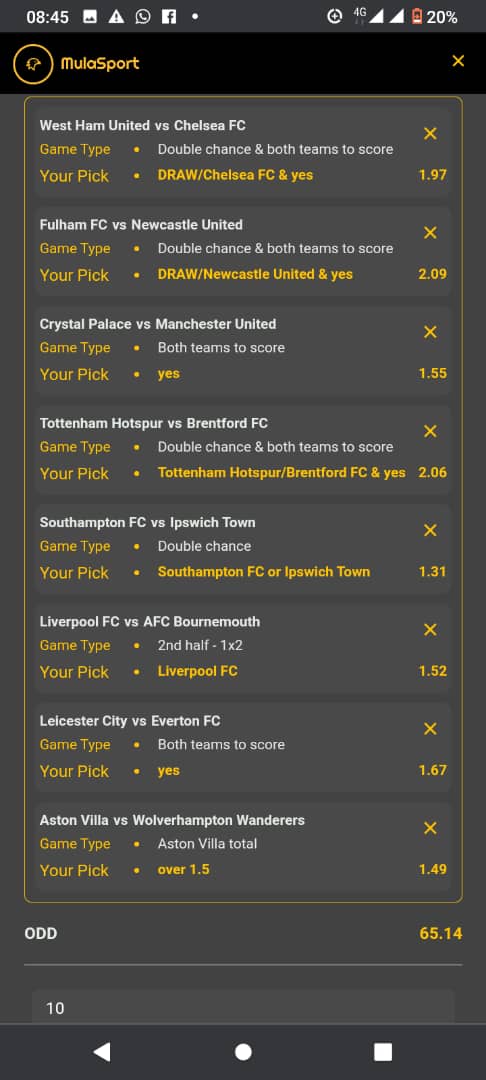 08:45 4G 20%
MulaSport
West Ham United vs Chelsea FC
Game Type • Double chance & both teams to score
Your Pick • DRAW/Chelsea FC & yes 1.97
Fulham FC vs Newcastle United
Game Type • Double chance & both teams to score
Your Pick • DRAW/Newcastle United & yes 2.09
Crystal Palace vs Manchester United
Game Type • Both teams to score
Your Pick • yes 1.55
Tottenham Hotspur vs Brentford FC
Game Type • Double chance & both teams to score
Your Pick • Tottenham Hotspur/Brentford FC & yes 2.06
Southampton FC vs Ipswich Town
Game Type • Double chance
Your Pick • Southampton FC or Ipswich Town 1.31
Liverpool FC vs AFC Bournemouth
Game Type • 2nd half - 1x2
Your Pick • Liverpool FC 1.52
Leicester City vs Everton FC
Game Type • Both teams to score
Your Pick • yes 1.67
Aston Villa vs Wolverhampton Wanderers
Game Type • Aston Villa total
Your Pick • over 1.5 1.49
ODD 65.14
10